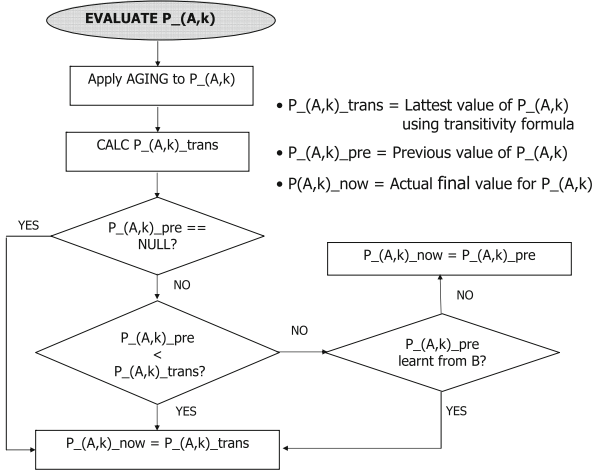 EVALUATE P_(A,k)
Apply AGING to P_(A,k)
CALC P_(A,k)_trans
• P_(A,k)_trans = Lattest value of P_(A,k)
using transitivity formula
• P_(A,k)_pre = Previous value of P_(A,k)
• P(A,k)_now = Actual final value for P_(A,k)
YES
P_(A,k)_pre ==
NULL?
NO
P_(A,k)_now = P_(A,k)_pre
NO
P_(A,k)_pre
<
P_(A,k)_trans?
NO
P_(A,k)_pre
learnt from B?
YES
YES
P_(A,k)_now = P_(A,k)_trans